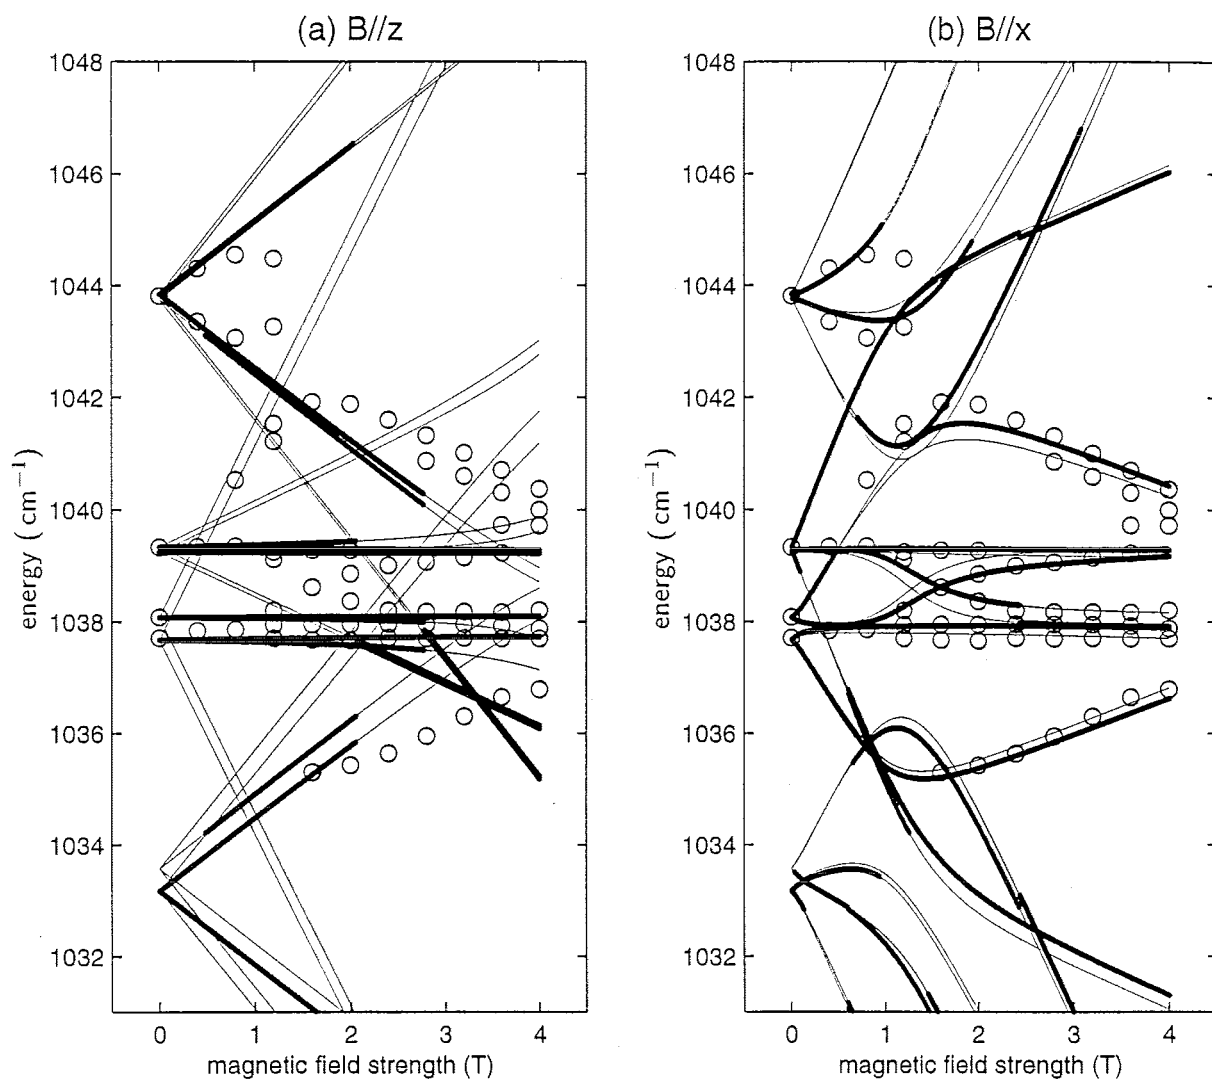 (a) B//z
(b) B//x
1048
1046
1044
1042
1040
1038
1036
1034
1032
energy ( cm⁻¹)
0 1 2 3 4
magnetic field strength (T)
1048
1046
1044
1042
1040
1038
1036
1034
1032
energy ( cm⁻¹)
0 1 2 3 4
magnetic field strength (T)